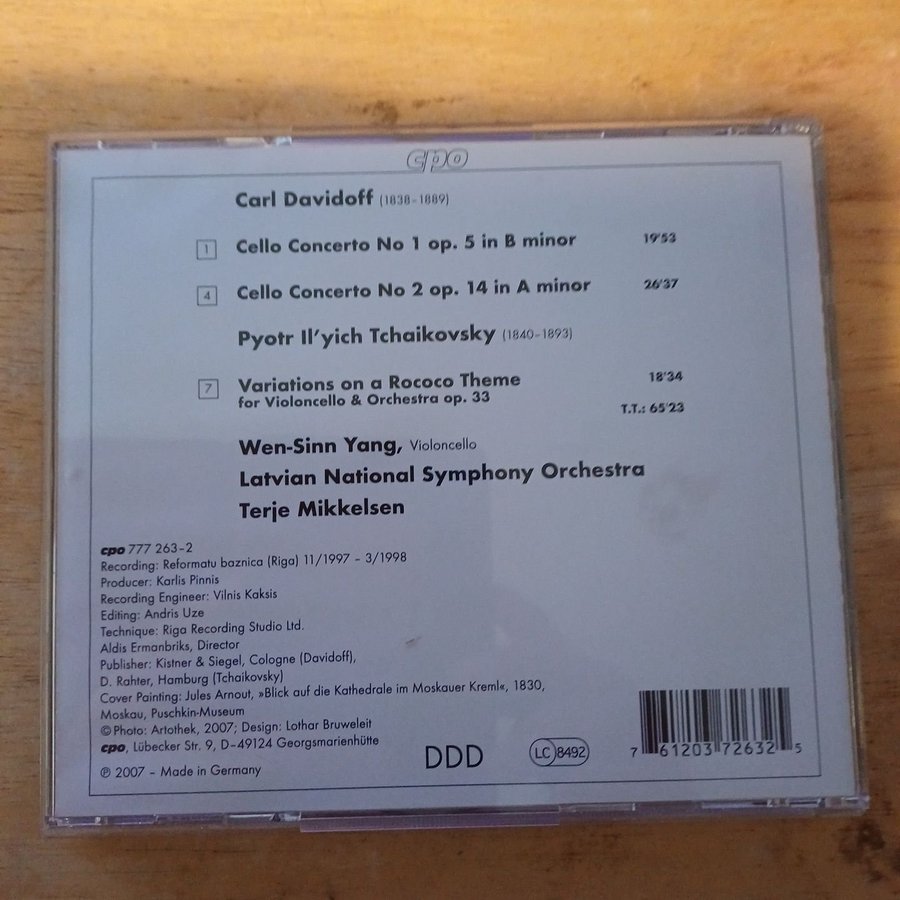 cpo
Carl Davidoff (1838–1889)
1 Cello Concerto No 1 op. 5 in B minor 19'53
4 Cello Concerto No 2 op. 14 in A minor 26'37
Pyotr Il'yich Tchaikovsky (1840–1893)
7 Variations on a Rococo Theme 18'34
for Violoncello & Orchestra op. 33
T.T.: 65'23
Wen-Sinn Yang, Violoncello
Latvian National Symphony Orchestra
Terje Mikkelsen
cpo 777 263–2
Recording: Reformatu baznica (Riga) 11/1997 – 3/1998
Producer: Karlis Pinnis
Recording Engineer: Vilnis Kaksis
Editing: Andris Uze
Technique: Riga Recording Studio Ltd.
Aldis Ermanbriks, Director
Publisher: Kistner & Siegel, Cologne (Davidoff),
D. Rahter, Hamburg (Tchaikovsky)
Cover Painting: Jules Arnout, »Blick auf die Kathedrale im Moskauer Kreml«, 1830,
Moskau, Puschkin-Museum
© Photo: Artothek, 2007; Design: Lothar Bruweleit
cpo, Lübecker Str. 9, D–49124 Georgsmarienhütte
℗ 2007 – Made in Germany
DDD
LC 8492
7 61203 72632 5